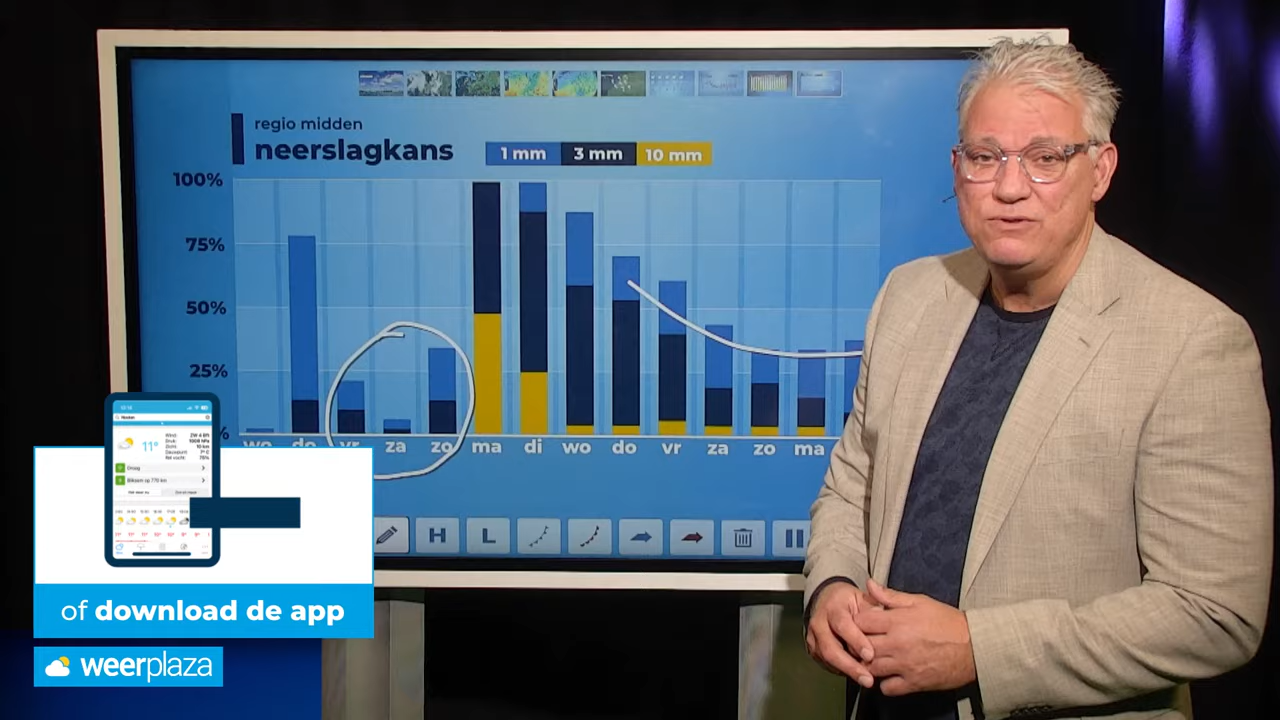 regio midden
neerslagkans
1 mm 3 mm 10 mm
100%
75%
50%
25%
%
wo do vr za zo ma di wo do vr za zo ma
H L
11°
of download de app
weerplaza